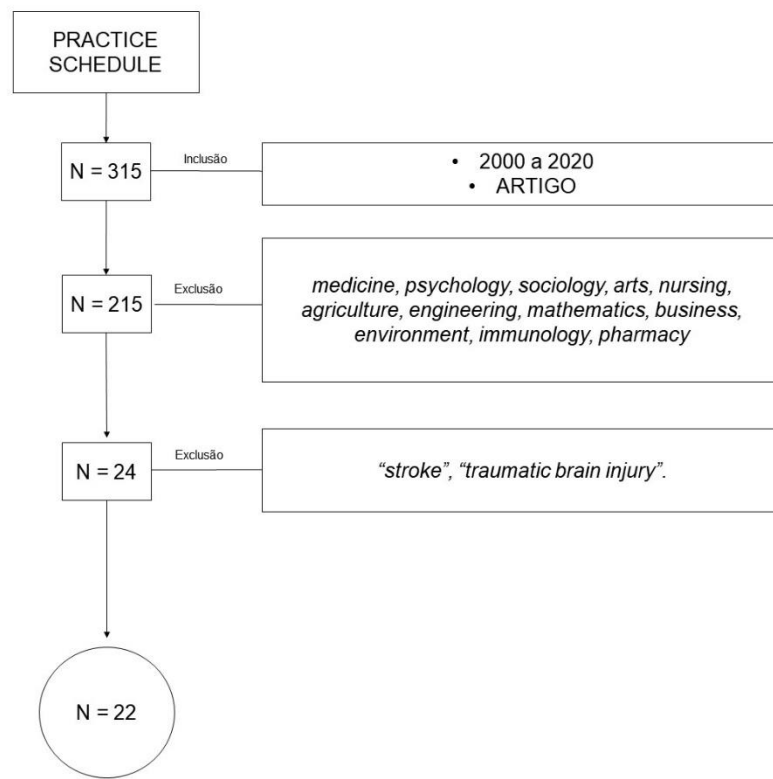 PRACTICE
SCHEDULE
N = 315
Inclusão
• 2000 a 2020
• ARTIGO
N = 215
Exclusão
medicine, psychology, sociology, arts, nursing,
agriculture, engineering, mathematics, business,
environment, immunology, pharmacy
N = 24
Exclusão
“stroke”, “traumatic brain injury”.
N = 22